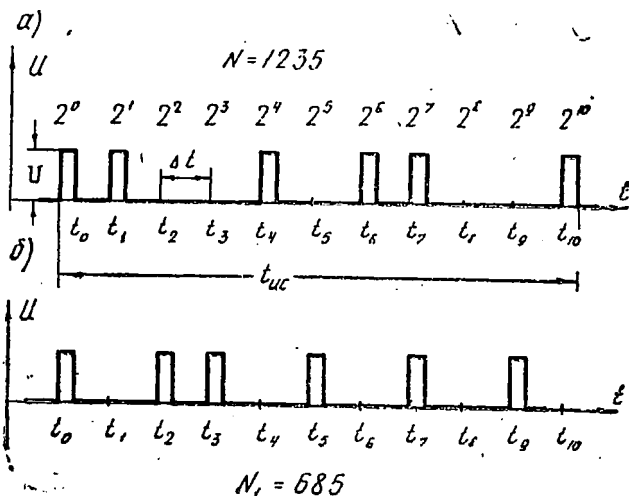 а)
U
N=1235
2⁰ 2¹ 2² 2³ 2⁴ 2⁵ 2⁶ 2⁷ 2⁸ 2⁹ 2¹⁰
U
Δt
t
t₀ t₁ t₂ t₃ t₄ t₅ t₆ t₇ t₈ t₉ t₁₀
б)
tис
U
t
t₀ t₁ t₂ t₃ t₄ t₅ t₆ t₇ t₈ t₉ t₁₀
N₁ = 685